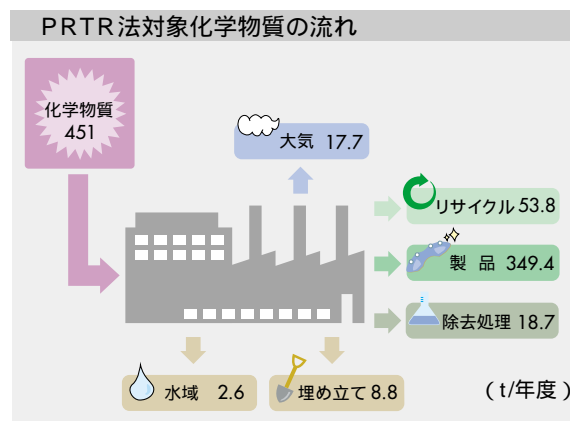 PRTR法対象化学物質の流れ
化学物質
451
大気 17.7
リサイクル 53.8
製品 349.4
除去処理 18.7
水域 2.6
埋め立て 8.8
(t/年度)